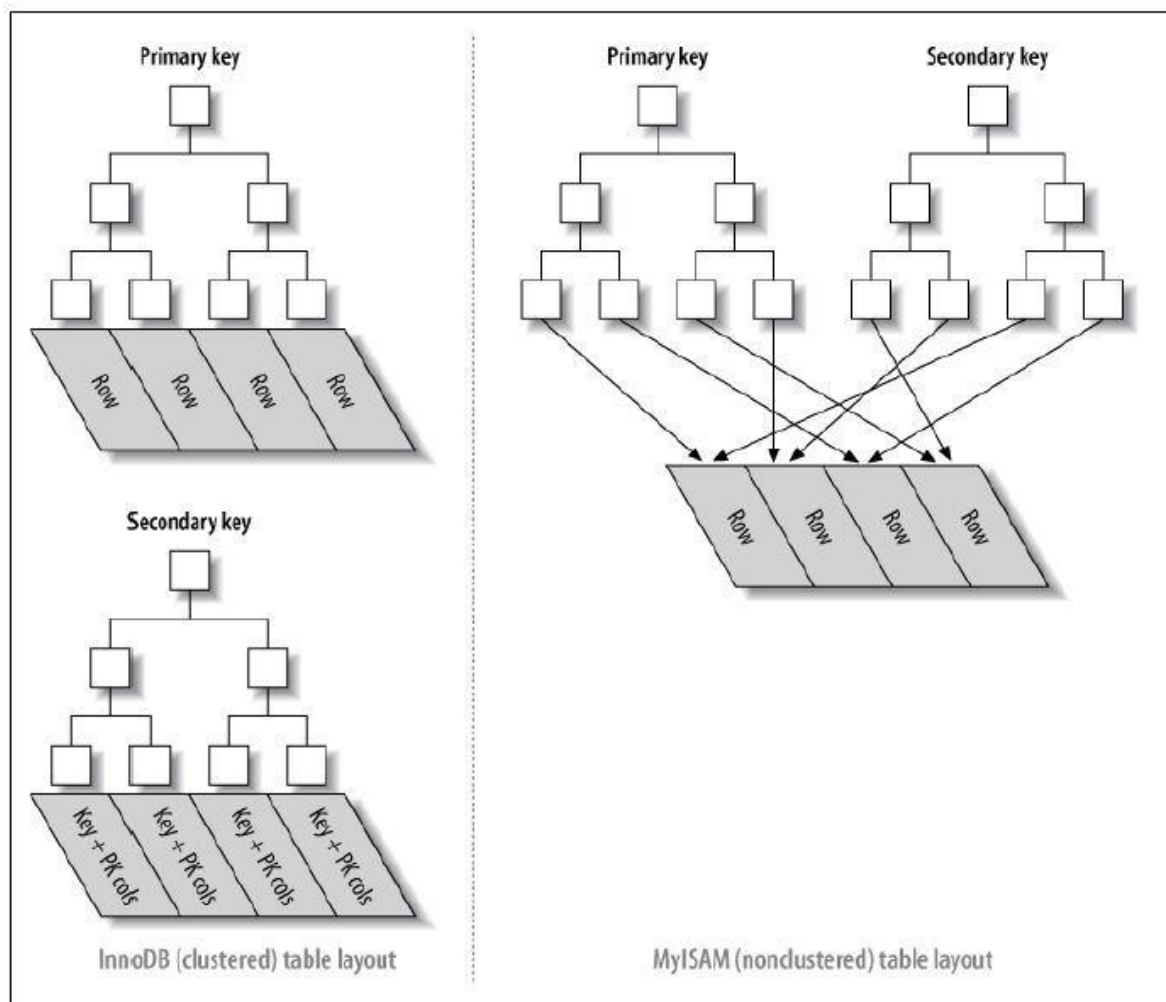 Primary key
Row
Row
Row
Row
Secondary key
Key + PK cols
Key + PK cols
Key + PK cols
Key + PK cols
InnoDB (clustered) table layout
Primary key
Secondary key
Row
Row
Row
Row
MyISAM (nonclustered) table layout